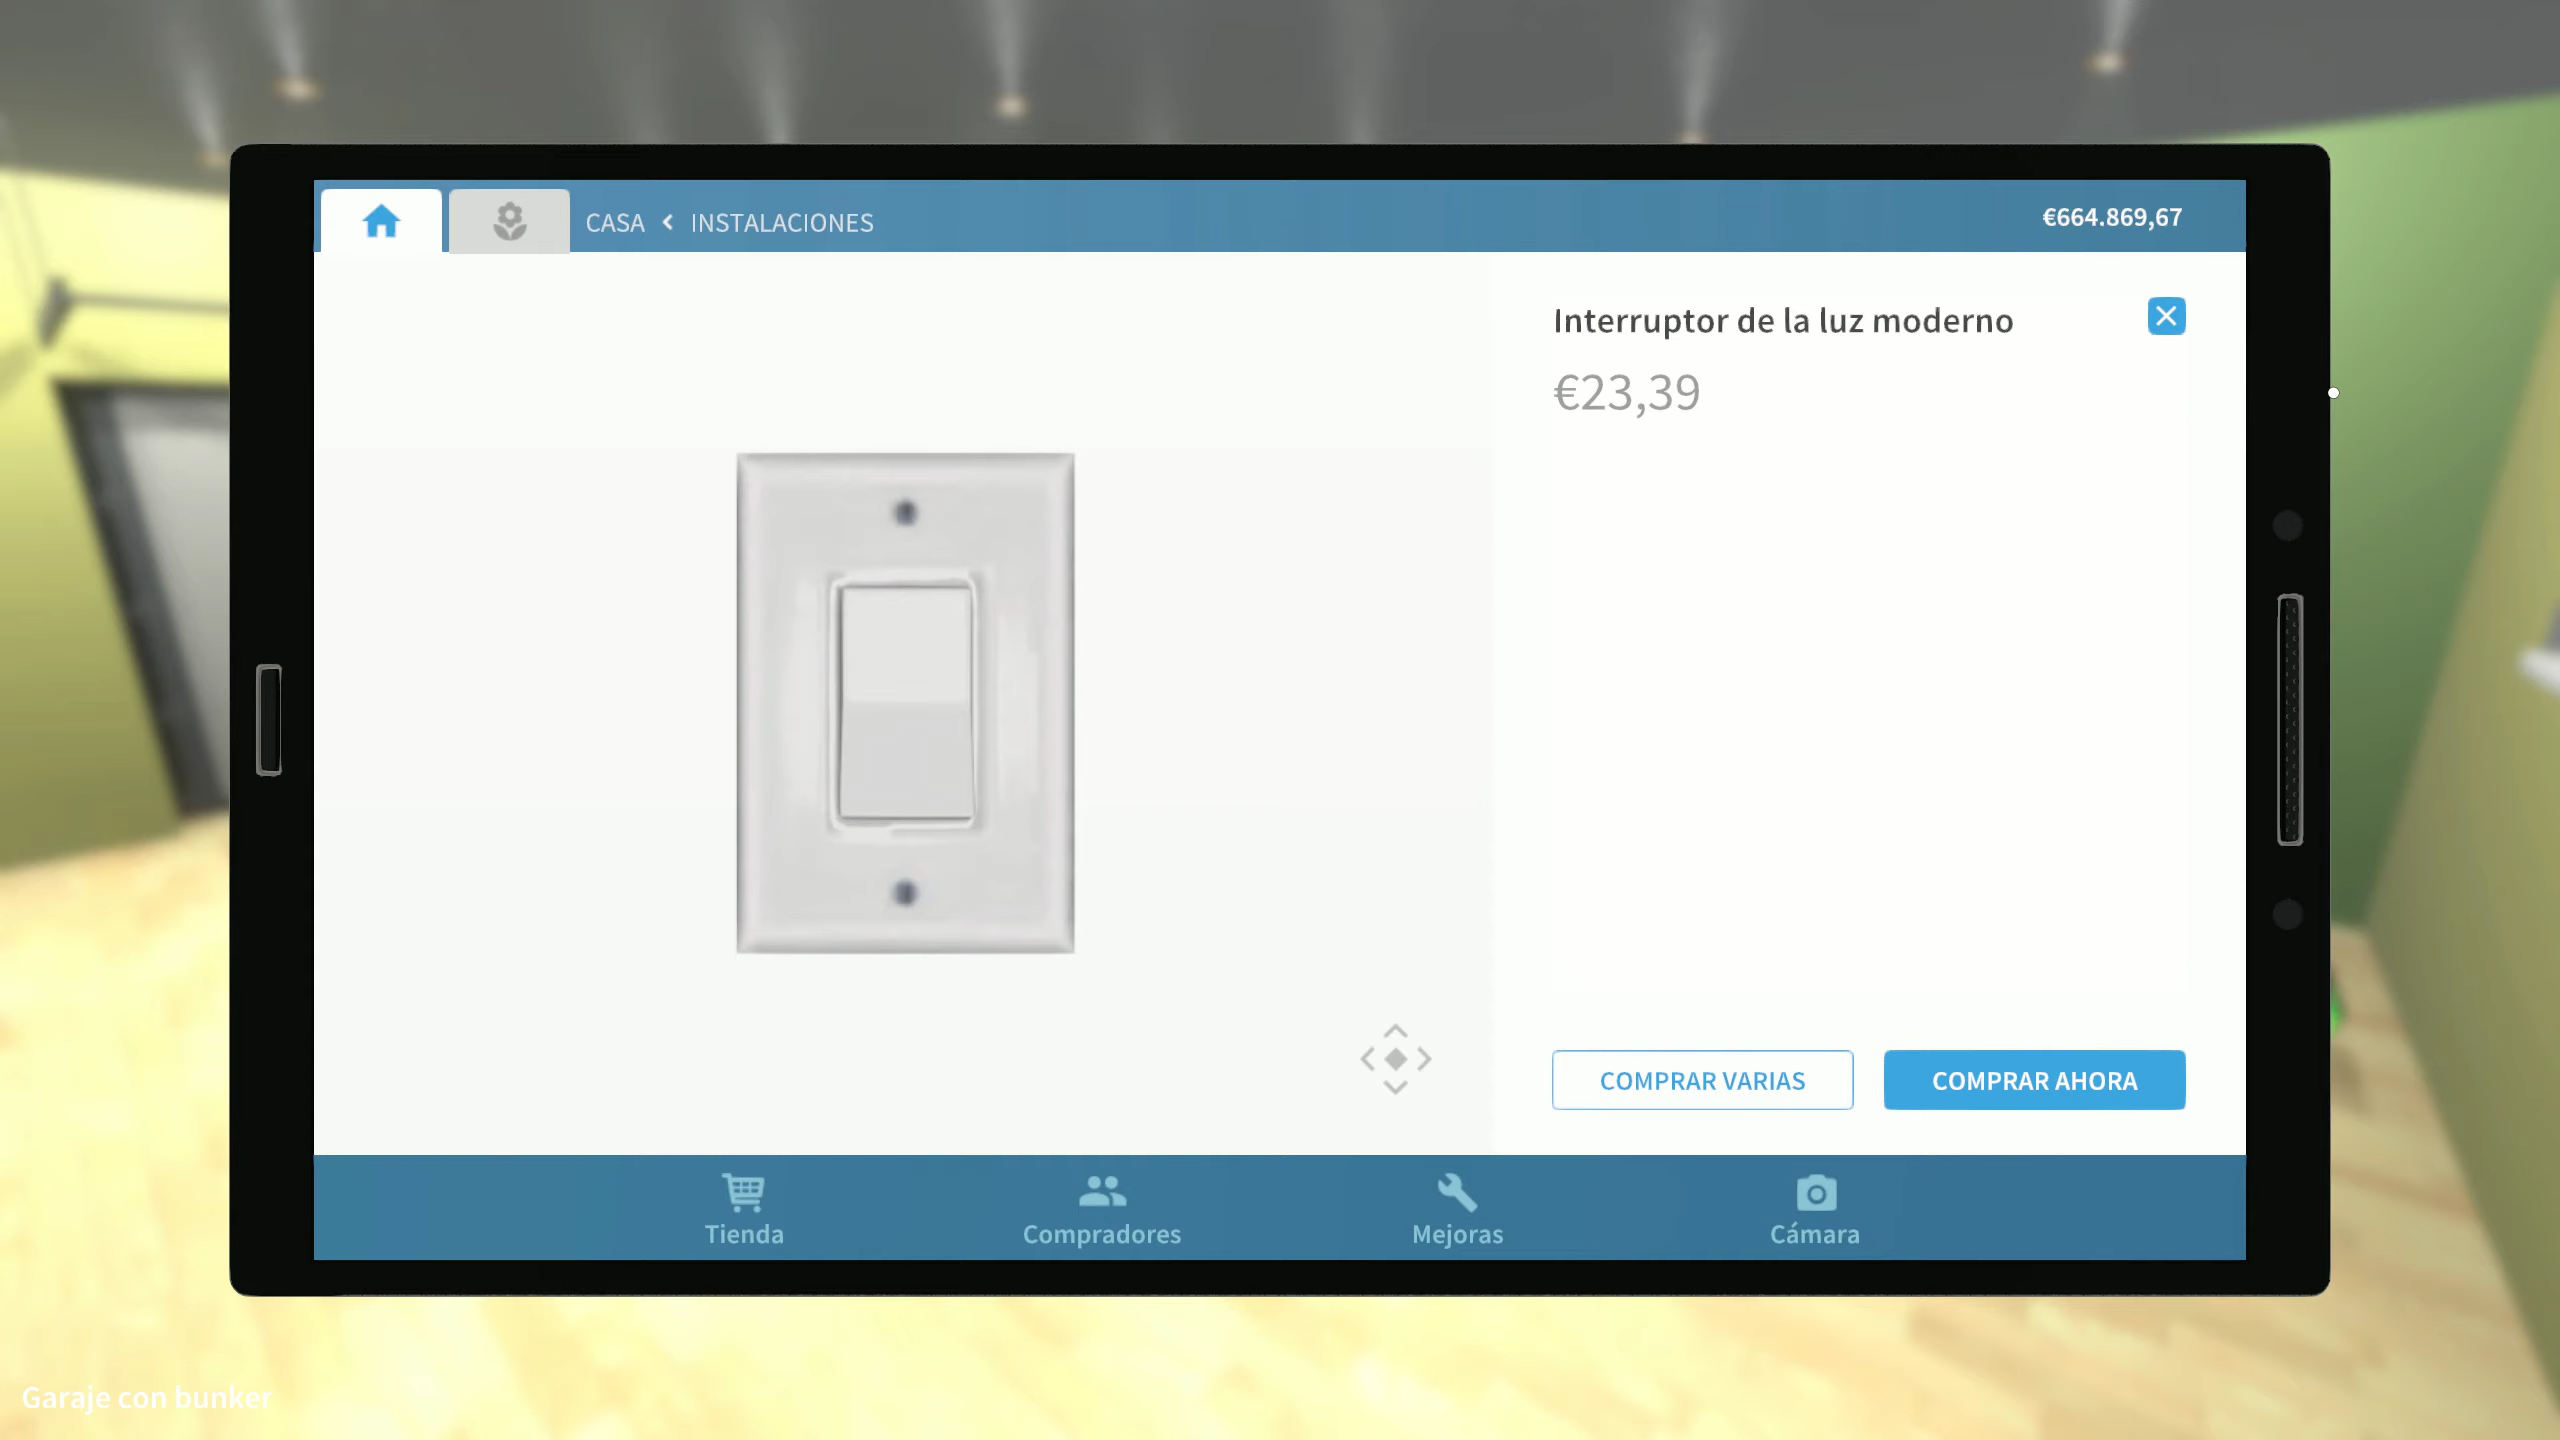 CASA INSTALACIONES
€664.869,67
Interruptor de la luz moderno
€23,39
COMPRAR VARIAS
COMPRAR AHORA
Tienda
Compradores
Mejoras
Cámara
Garaje con bunker